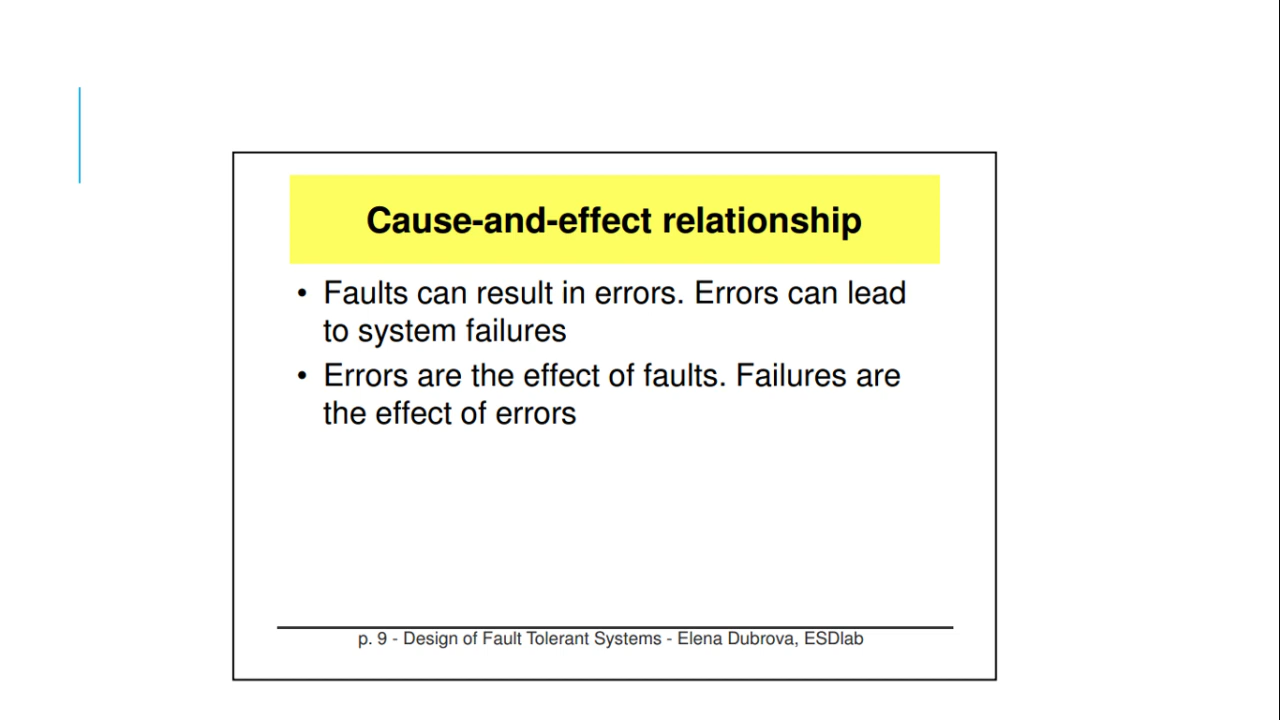 Cause-and-effect relationship
• Faults can result in errors. Errors can lead
to system failures
• Errors are the effect of faults. Failures are
the effect of errors
p. 9 - Design of Fault Tolerant Systems - Elena Dubrova, ESDlab